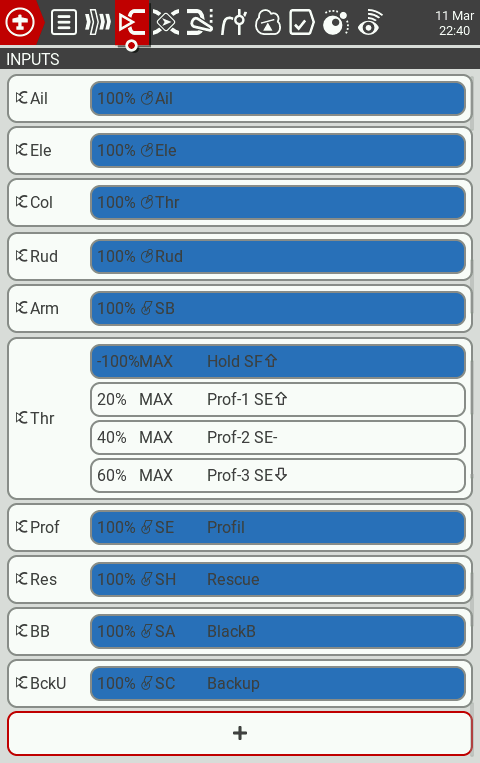 11 Mar
22:40
INPUTS
Ail 100% Ail
Ele 100% Ele
Col 100% Thr
Rud 100% Rud
Arm 100% SB
-100%MAX Hold SF
20% MAX Prof-1 SE
Thr
40% MAX Prof-2 SE-
60% MAX Prof-3 SE
Prof 100% SE Profil
Res 100% SH Rescue
BB 100% SA BlackB
BckU 100% SC Backup
+